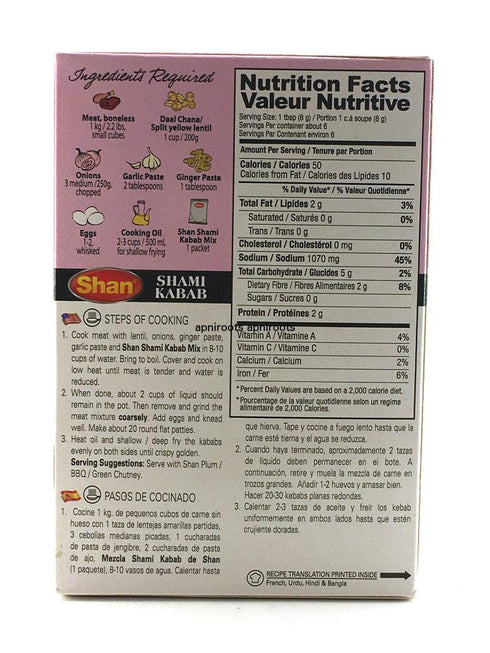 Ingredients Required
Meat, boneless
1 kg / 2.2 lbs,
small cubes
Daal Chana/
Split yellow lentil
1 cup / 200g
Onions
3 medium /250g,
chopped
Garlic Paste
2 tablespoons
Ginger Paste
1 tablespoon
Eggs
1-2,
whisked
Cooking Oil
2-3 cups / 500 ml,
for shallow frying
Shan Shami
Kabab Mix
1 packet
Shan
SHAMI
KABAB
STEPS OF COOKING
1. Cook meat with lentil, onions, ginger paste,
garlic paste and Shan Shami Kabab Mix in 8-10
cups of water. Bring to boil. Cover and cook on
low heat until meat is tender and water is
reduced.
2. When done, about 2 cups of liquid should
remain in the pot. Then remove and grind the
meat mixture coarsely. Add eggs and knead
well. Make about 20 round flat patties.
3. Heat oil and shallow / deep fry the kababs
evenly on both sides until crispy golden.
Serving Suggestions: Serve with Shan Plum /
BBQ / Green Chutney.
PASOS DE COCINADO
1. Cocine 1 kg. de pequenos cubos de carne sin
hueso con 1 taza de lentejas amarillas partidas,
3 cebollas medianas picadas, 1 cucharadas
de pasta de jengibre, 2 cucharadas de pasta
de ajo, Mezcla Shami Kabab de Shan
(1 paquete), 8-10 vasos de agua. Calentar hasta
Nutrition Facts
Valeur Nutritive
Serving Size: 1 tbsp (8 g) / Portion 1 c.à soupe (8 g)
Servings Per container about 6
Servings Par Contenant environ 6
Amount Per Serving / Tenure par Portion
Calories / Calories 50
Calories from Fat / Calories des Lipides 10
% Daily Value* / % Valeur Quotidienne*
Total Fat / Lipides 2 g 3%
Saturated / Saturés 0 g 0%
Trans / Trans 0 g
Cholesterol / Cholestérol 0 mg 0%
Sodium / Sodium 1070 mg 45%
Total Carbohydrate / Glucides 5 g 2%
Dietary Fibre / Fibres Alimentaires 2 g 8%
Sugars / Sucres 0 g
Protein / Protéines 2 g
apniroots apniroots
Vitamin A / Vitamine A 4%
Vitamin C / Vitamine C 0%
Calcium / Calcium 2%
Iron / Fer 6%
*Percent Daily Values are based on a 2,000 calorie diet.
*Pourcentage de la valeur quotidienne selon un regime
alimentaire de 2,000 Calories.
que hierva. Tape y cocine a fuego lento hasta que la
carne esté tierna y el agua se reduzca.
2. Cuando haya terminado, aproximadamente 2 tazas
de líquido deben permanecer en el bote. A
continuación, retire y muela la mezcla de carne en
trozos grandes. Añadir 1-2 huevos y amasar bien.
Hacer 20-30 kebabs planas redondas.
3. Calentar 2-3 tazas de aceite y freír los kebab
uniformemente en ambos lados hasta que estén
crujiente doradas.
RECIPE TRANSLATION PRINTED INSIDE
French, Urdu, Hindi & Bangla